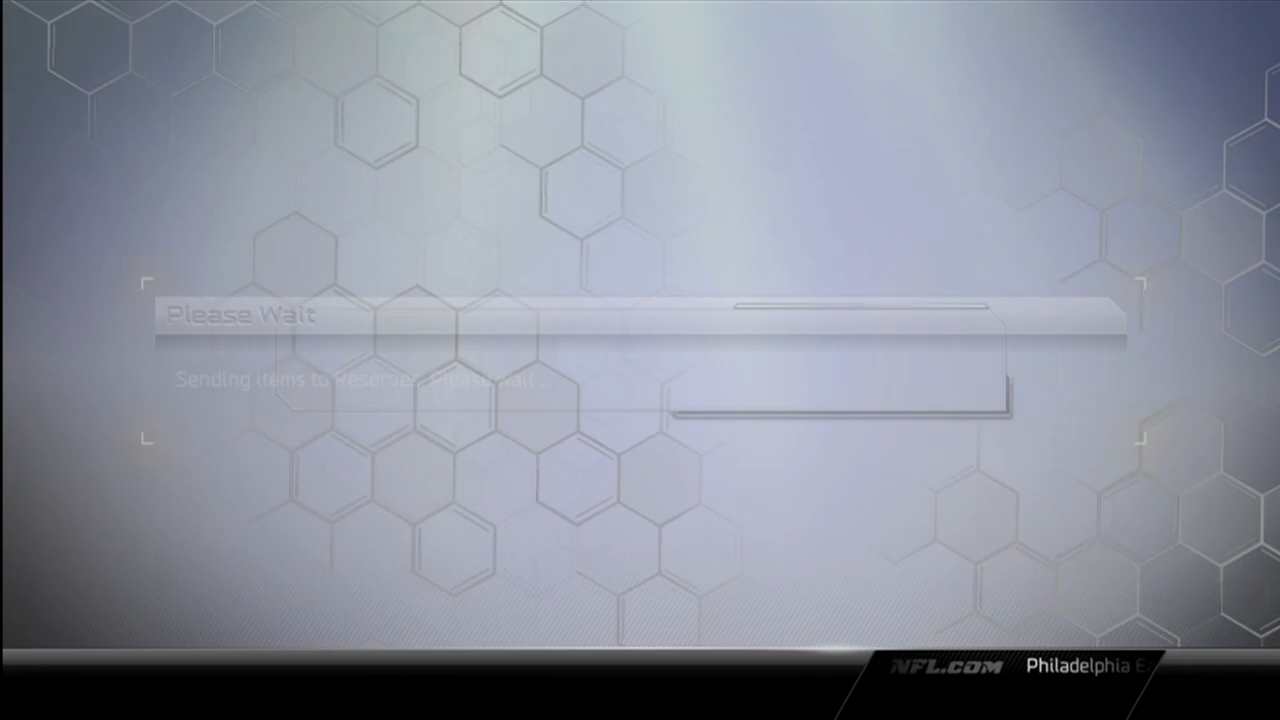 Please Wait
Sending items to Reserves. Please wait ...
NFL.COM Philadelphia E